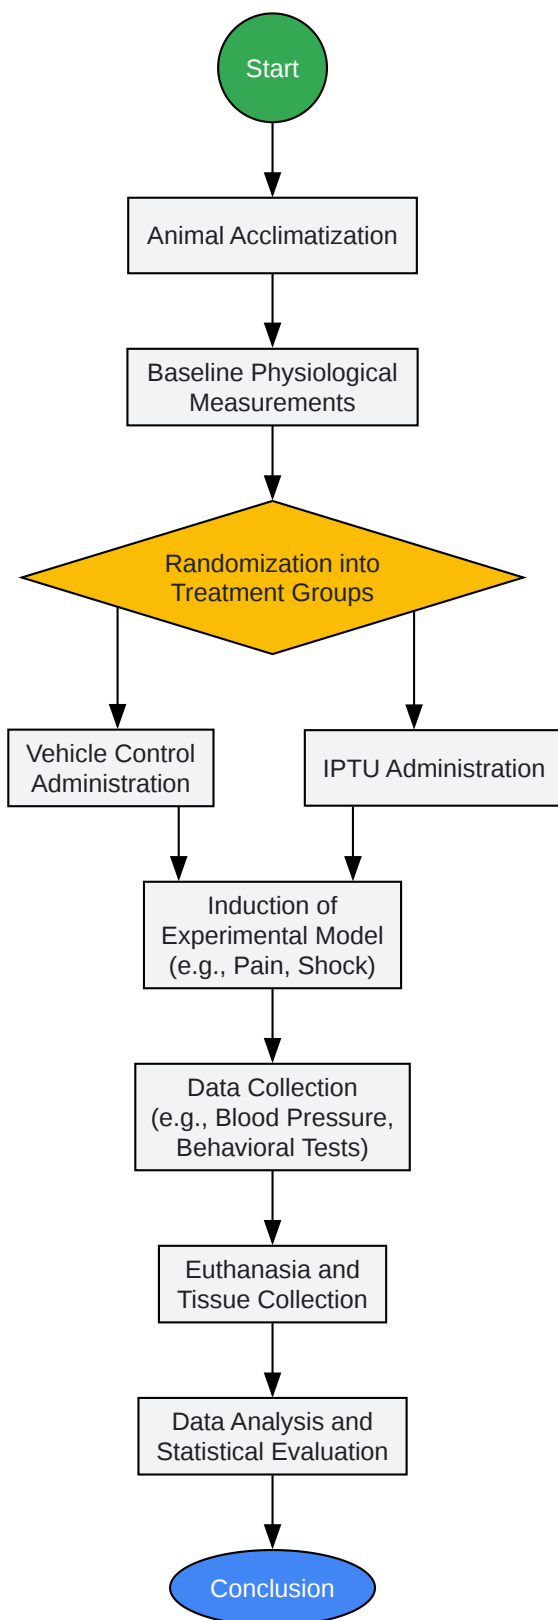 Start
Animal Acclimatization
Baseline Physiological
Measurements
Randomization into
Treatment Groups
Vehicle Control
Administration
IPTU Administration
Induction of
Experimental Model
(e.g., Pain, Shock)
Data Collection
(e.g., Blood Pressure,
Behavioral Tests)
Euthanasia and
Tissue Collection
Data Analysis and
Statistical Evaluation
Conclusion